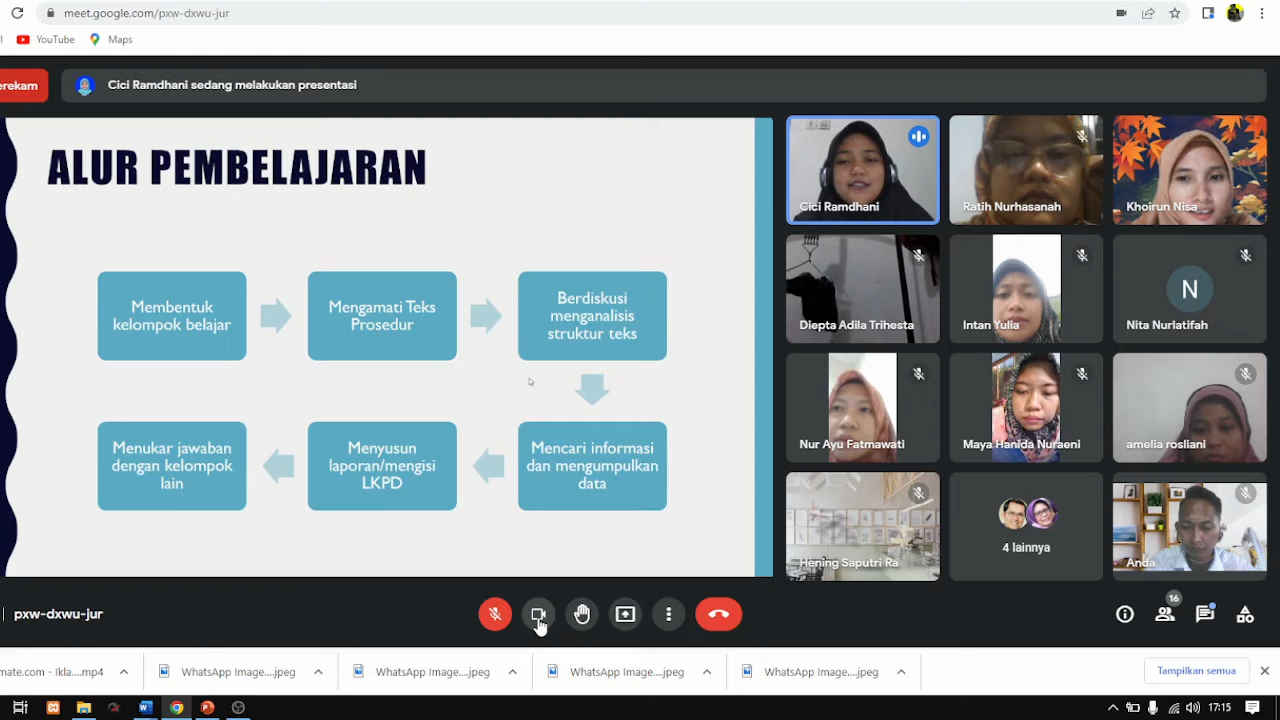 meet.google.com/pxw-dxwu-jur
YouTube
Maps
erekam
Cici Ramdhani sedang melakukan presentasi
ALUR PEMBELAJARAN
Membentuk
kelompok belajar
Mengamati Teks
Prosedur
Berdiskusi
menganalisis
struktur teks
Menukar jawaban
dengan kelompok
lain
Menyusun
laporan/mengisi
LKPD
Mencari informasi
dan mengumpulkan
data
Cici Ramdhani
Ratih Nurhasanah
Khoirun Nisa
Diepta Adila Trihesta
Intan Yulia
N
Nita Nurlatifah
Nur Ayu Fatmawati
Maya Hanida Nuraeni
amelia rosliani
Hening Saputri Ra
4 lainnya
Anda
pxw-dxwu-jur
16
mate.com - Ikla....mp4
WhatsApp Image....jpeg
WhatsApp Image....jpeg
WhatsApp Image....jpeg
WhatsApp Image....jpeg
Tampilkan semua
17:15